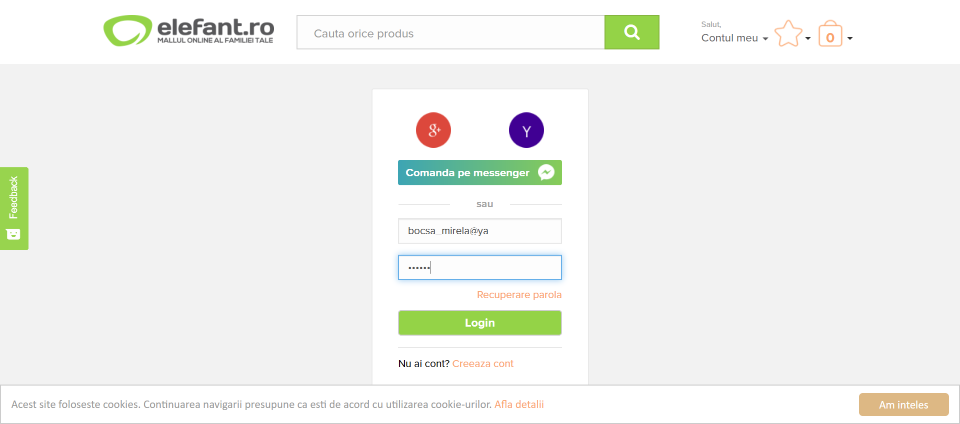 elefant.ro
MALLUL ONLINE AL FAMILIEI TALE
Cauta orice produs
Salut,
Contul meu
0
Feedback
g+
Y
Comanda pe messenger
sau
bocsa_mirela@ya
••••••
Recuperare parola
Login
Nu ai cont? Creeaza cont
Acest site foloseste cookies. Continuarea navigarii presupune ca esti de acord cu utilizarea cookie-urilor. Afla detalii
Am inteles